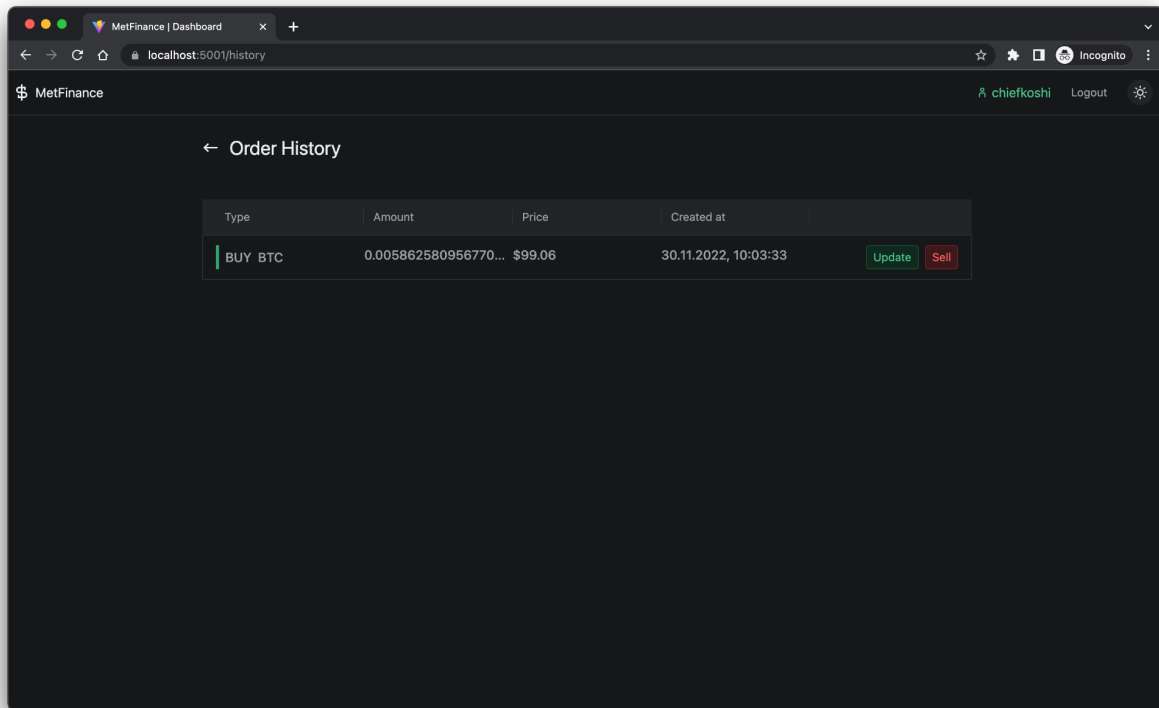 MetFinance | Dashboard
localhost:5001/history
Incognito
MetFinance
chiefkoshi Logout
Order History
Type Amount Price Created at
BUY BTC 0.005862580956770... $99.06 30.11.2022, 10:03:33 Update Sell